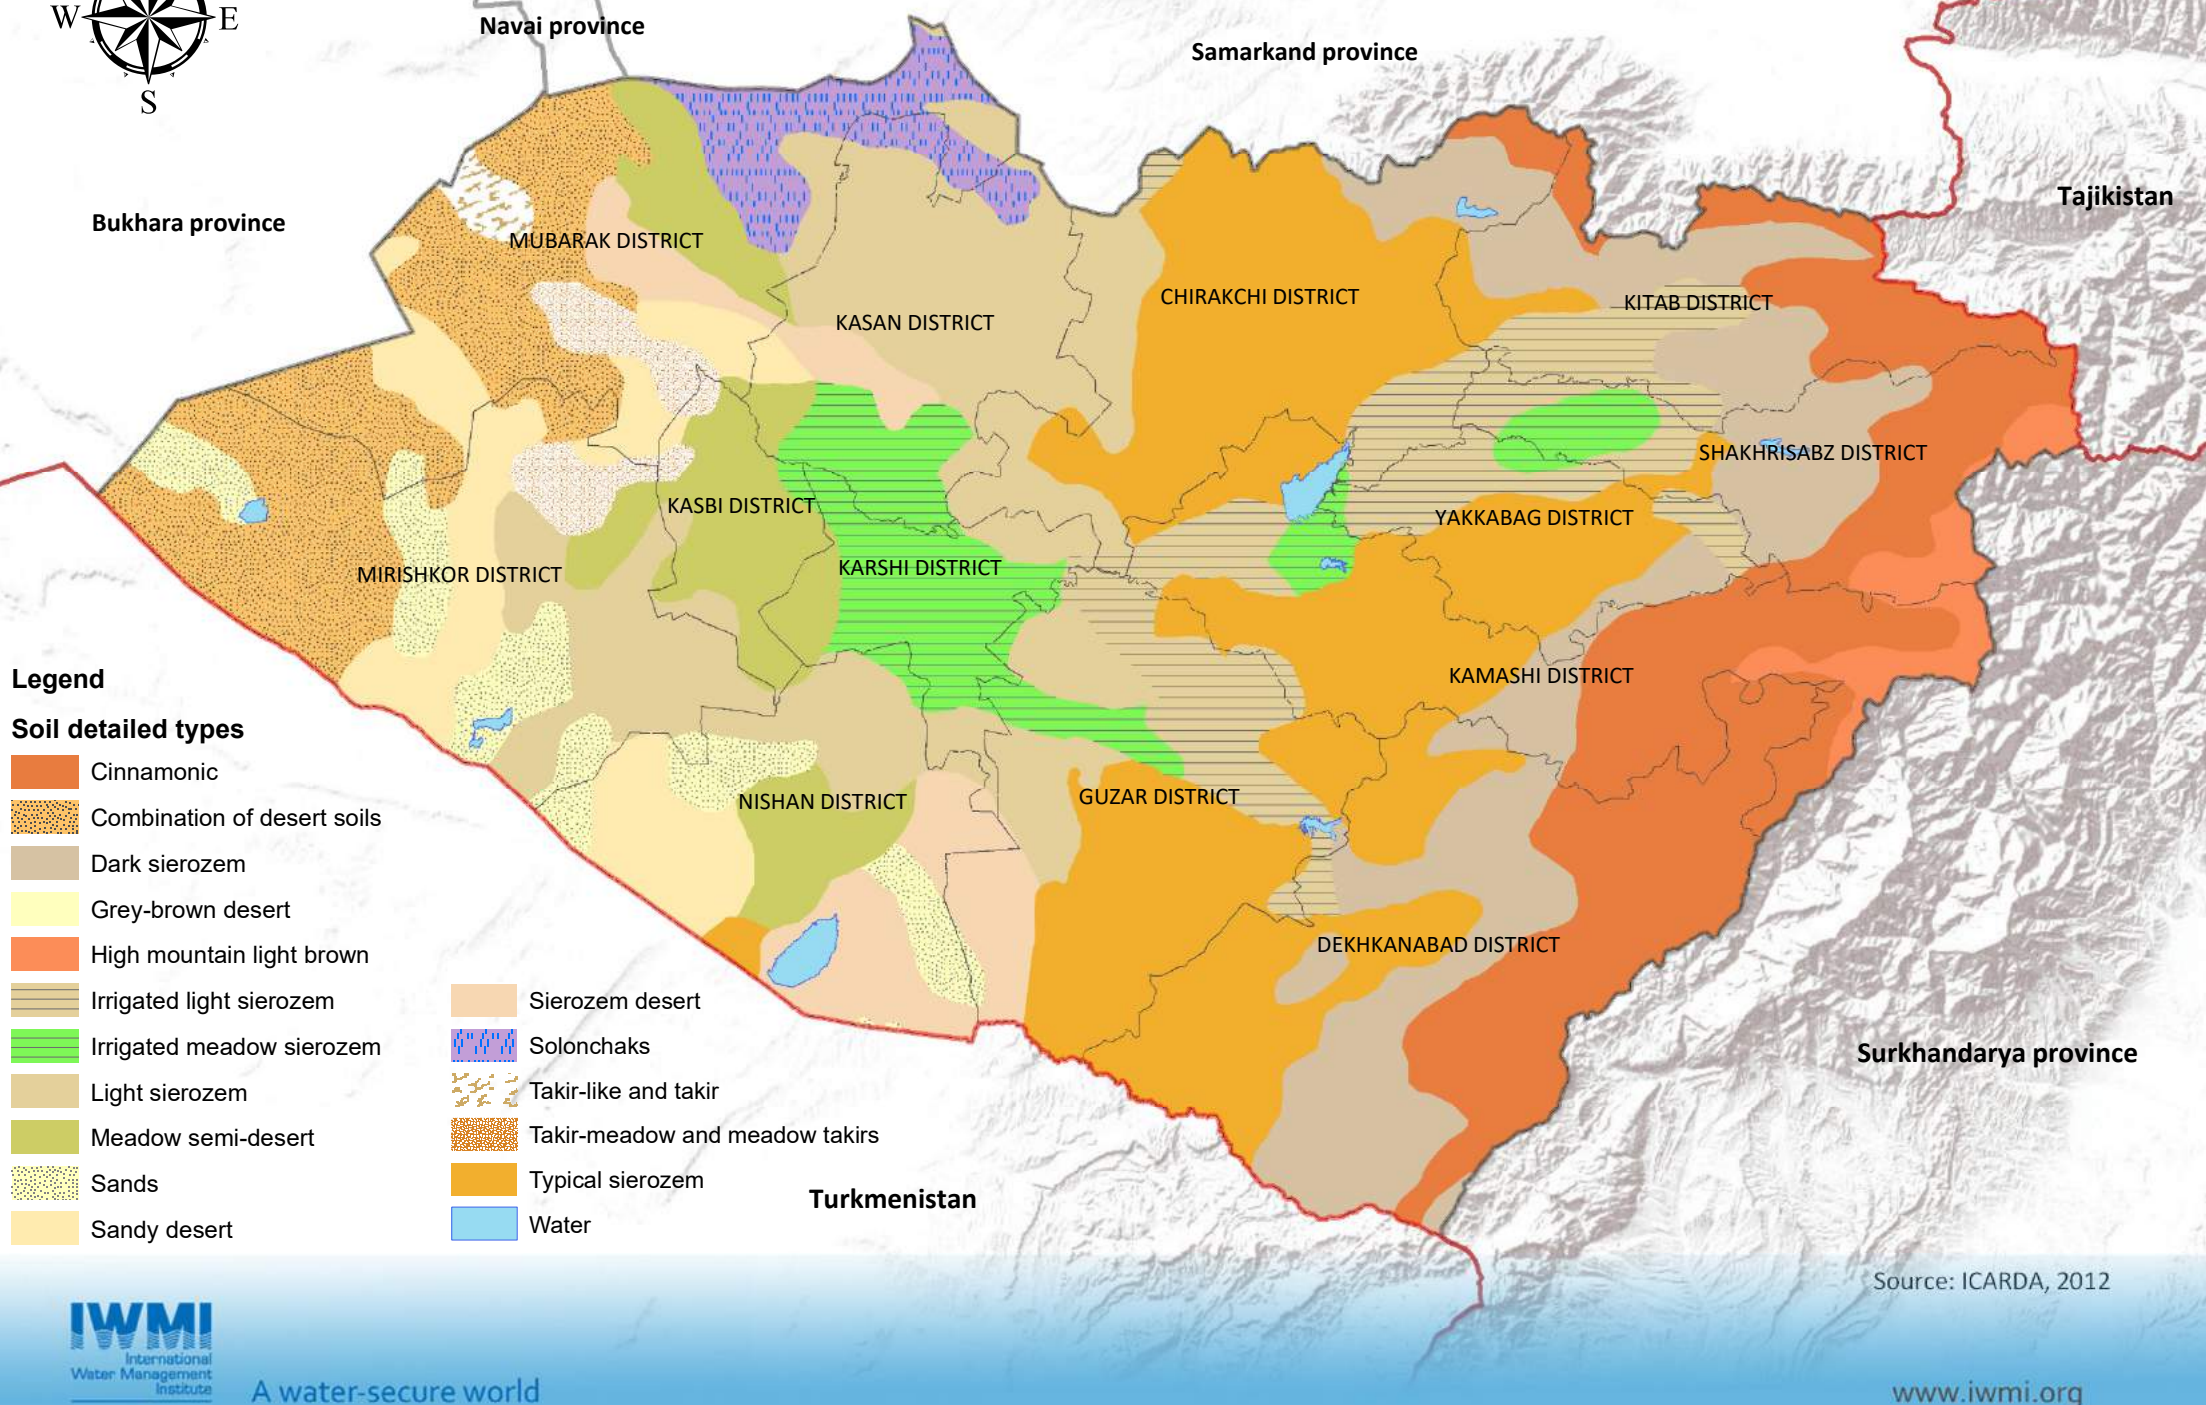 W
E
S
Navai province
Samarkand province
Tajikistan
Bukhara province
MUBARAK DISTRICT
CHIRAKCHI DISTRICT
KITAB DISTRICT
KASAN DISTRICT
SHAKHRISABZ DISTRICT
KASBI DISTRICT
YAKKABAG DISTRICT
MIRISHKOR DISTRICT
KARSHI DISTRICT
KAMASHI DISTRICT
NISHAN DISTRICT
GUZAR DISTRICT
DEKHKANABAD DISTRICT
Surkhandarya province
Turkmenistan
Legend
Soil detailed types
Cinnamonic
Combination of desert soils
Dark sierozem
Grey-brown desert
High mountain light brown
Irrigated light sierozem
Irrigated meadow sierozem
Light sierozem
Meadow semi-desert
Sands
Sandy desert
Sierozem desert
Solonchaks
Takir-like and takir
Takir-meadow and meadow takirs
Typical sierozem
Water
Source: ICARDA, 2012
IWMI
International
Water Management
Institute
A water-secure world
www.iwmi.org